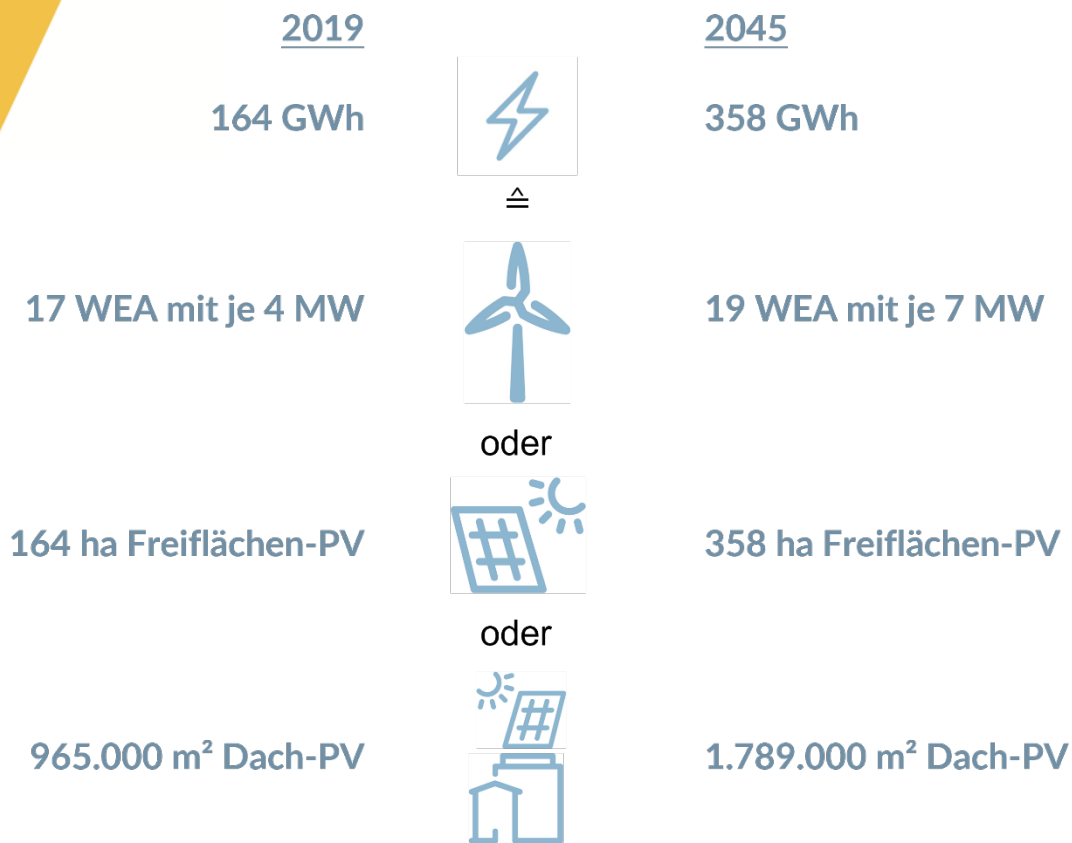 2019 2045
164 GWh 358 GWh
≙
17 WEA mit je 4 MW 19 WEA mit je 7 MW
oder
164 ha Freiflächen-PV 358 ha Freiflächen-PV
oder
965.000 m² Dach-PV 1.789.000 m² Dach-PV